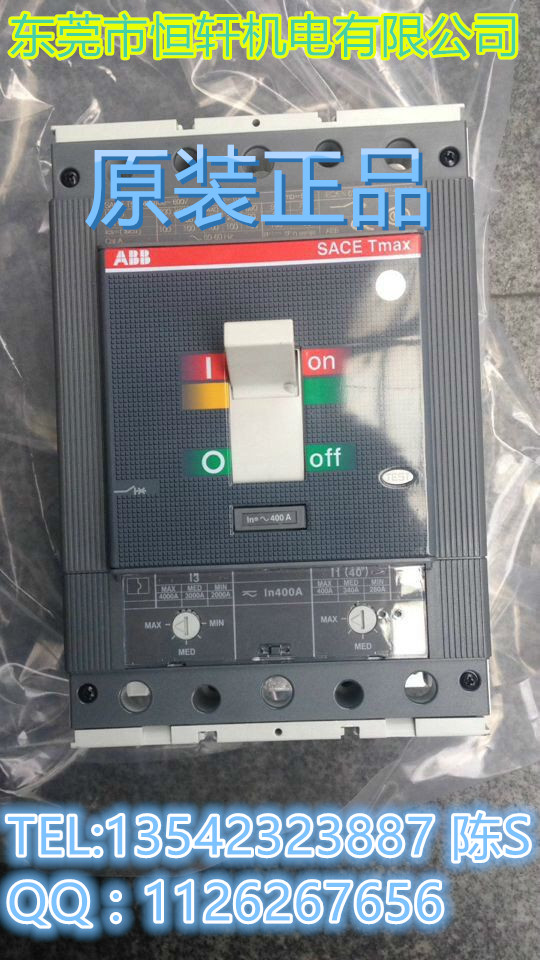 东莞市恒轩机电有限公司
原装正品
ABB
SACE Tmax
I on
O off
TEST
In= ~ 400 A
I3
I1 (40°)
MAX MED MIN
4000A 3000A 2000A
In400A
MAX MED MIN
400A 340A 280A
MAX MIN
MED
MAX MIN
MED
TEL:13542323887 陈S
QQ：1126267656